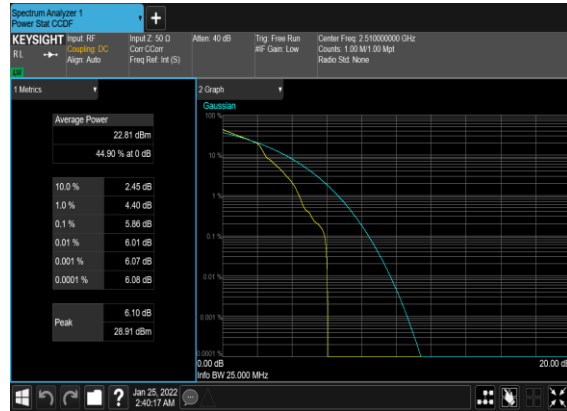 Spectrum Analyzer 1
Power Stat CCDF
+
KEYSIGHT
R L
Input: RF
Coupling: DC
Align: Auto
Input Z: 50 Ω
Corr CCorr
Freq Ref: Int (S)
Atten: 40 dB
Trig: Free Run
#IF Gain: Low
Center Freq: 2.510000000 GHz
Counts: 1.00 M/1.00 Mpt
Radio Std: None
1 Metrics
Average Power
22.81 dBm
44.90 % at 0 dB
10.0 % 2.45 dB
1.0 % 4.40 dB
0.1 % 5.86 dB
0.01 % 6.01 dB
0.001 % 6.07 dB
0.0001 % 6.08 dB
Peak
6.10 dB
28.91 dBm
2 Graph
Gaussian
100 %
10 %
1 %
0.1 %
0.01 %
0.001 %
0.0001 %
0.00 dB
20.00 dB
Info BW 25.000 MHz
?
Jan 25, 2022
2:40:17 AM